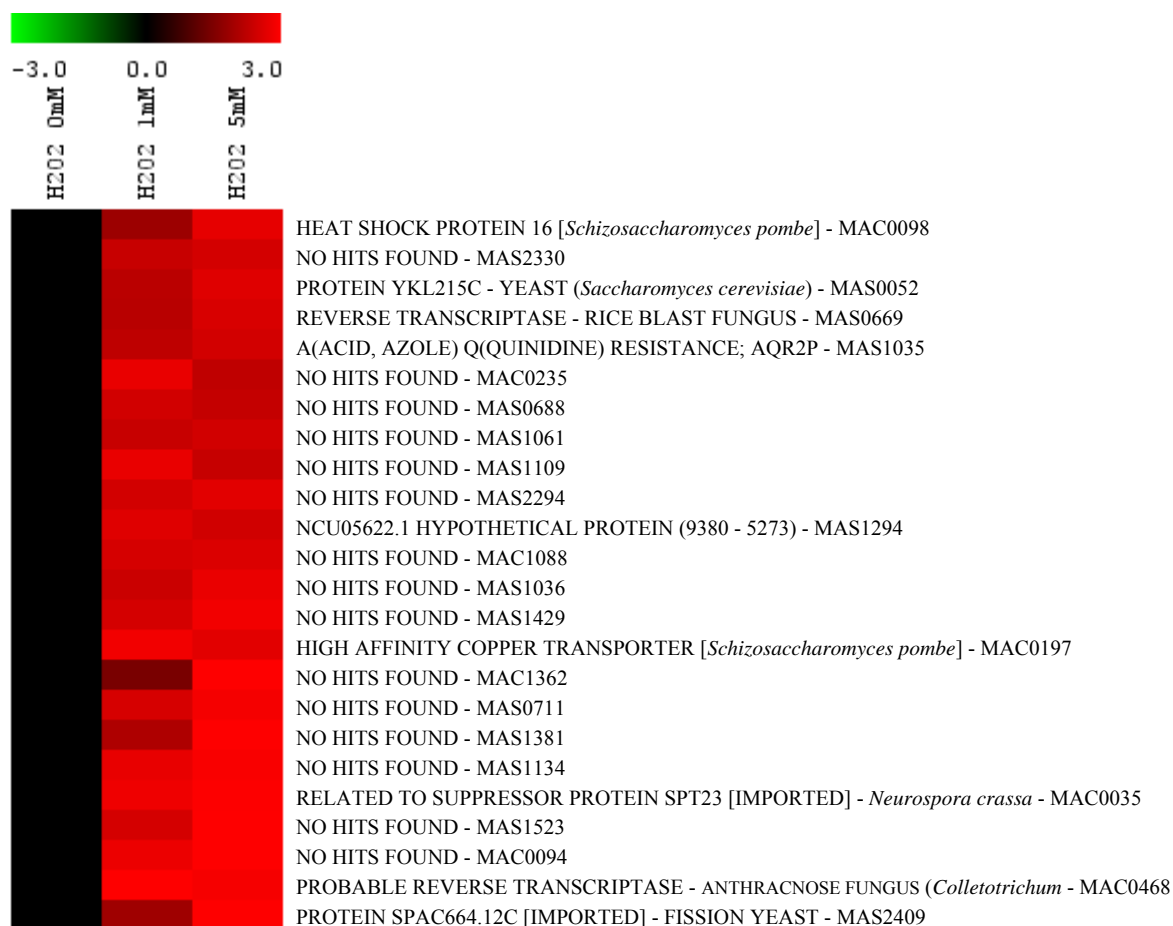 -3.0 0.0 3.0
H2O2 0mM
H2O2 1mM
H2O2 5mM
HEAT SHOCK PROTEIN 16 [Schizosaccharomyces pombe] - MAC0098
NO HITS FOUND - MAS2330
PROTEIN YKL215C - YEAST (Saccharomyces cerevisiae) - MAS0052
REVERSE TRANSCRIPTASE - RICE BLAST FUNGUS - MAS0669
A(ACID, AZOLE) Q(QUINIDINE) RESISTANCE; AQR2P - MAS1035
NO HITS FOUND - MAC0235
NO HITS FOUND - MAS0688
NO HITS FOUND - MAS1061
NO HITS FOUND - MAS1109
NO HITS FOUND - MAS2294
NCU05622.1 HYPOTHETICAL PROTEIN (9380 - 5273) - MAS1294
NO HITS FOUND - MAC1088
NO HITS FOUND - MAS1036
NO HITS FOUND - MAS1429
HIGH AFFINITY COPPER TRANSPORTER [Schizosaccharomyces pombe] - MAC0197
NO HITS FOUND - MAC1362
NO HITS FOUND - MAS0711
NO HITS FOUND - MAS1381
NO HITS FOUND - MAS1134
RELATED TO SUPPRESSOR PROTEIN SPT23 [IMPORTED] - Neurospora crassa - MAC0035
NO HITS FOUND - MAS1523
NO HITS FOUND - MAC0094
PROBABLE REVERSE TRANSCRIPTASE - ANTHRACNOSE FUNGUS (Colletotrichum - MAC0468
PROTEIN SPAC664.12C [IMPORTED] - FISSION YEAST - MAS2409